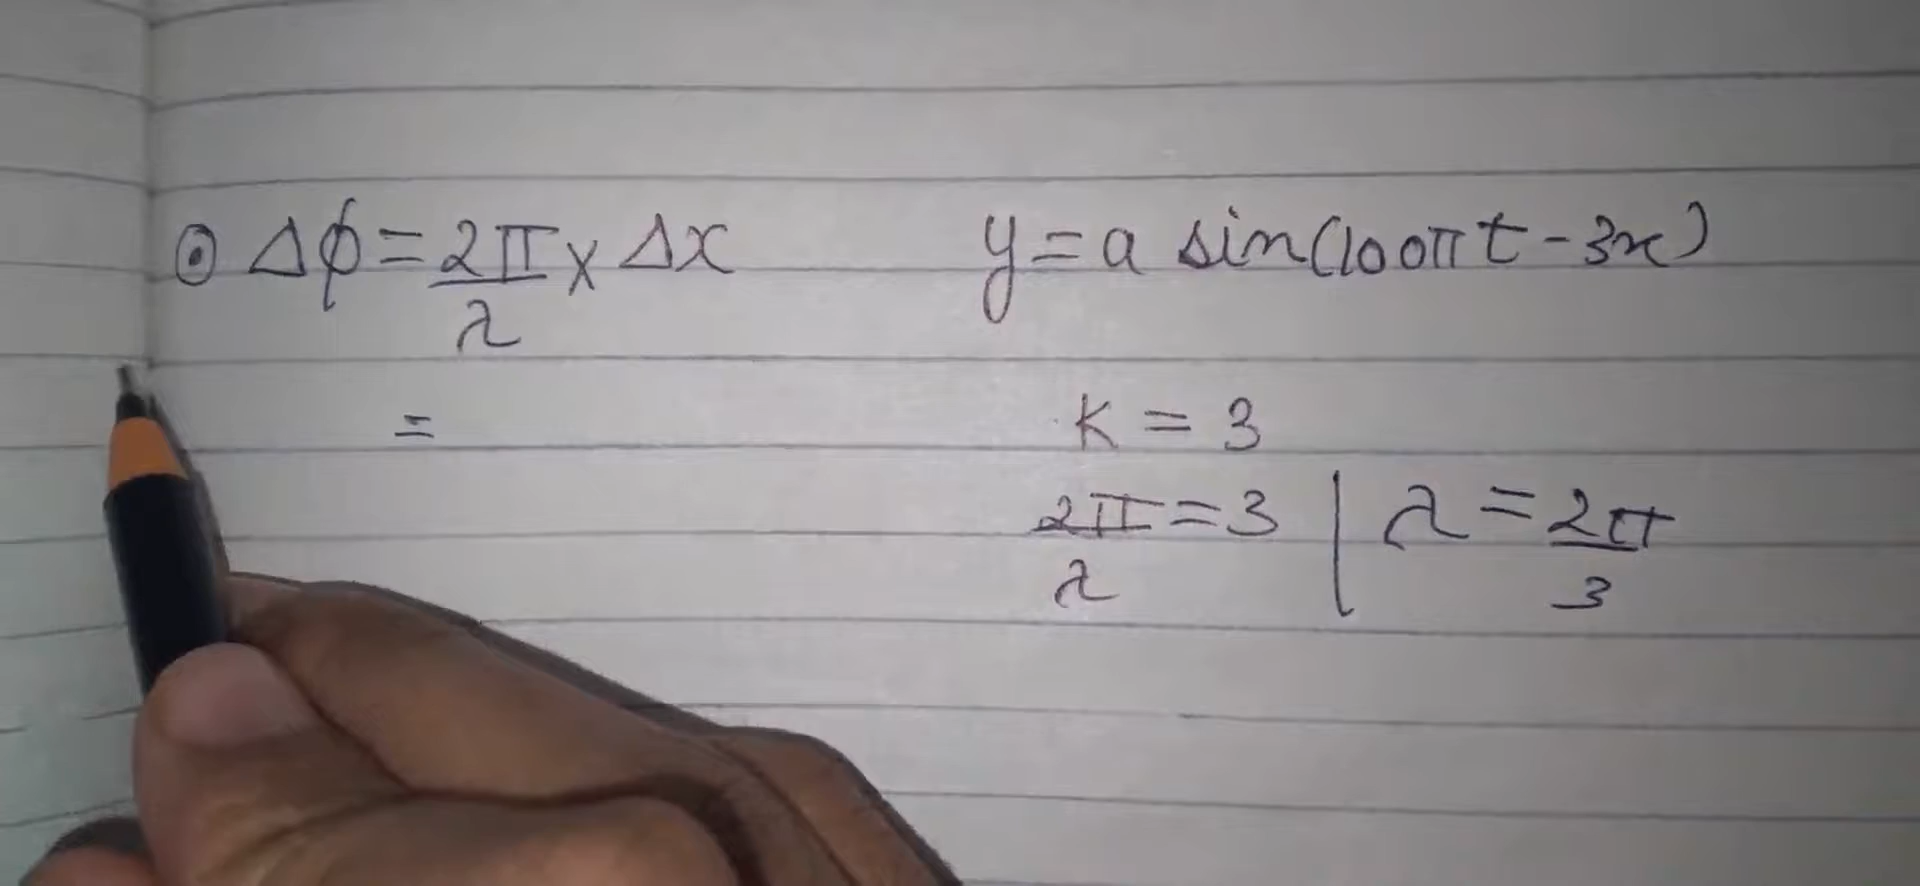 ⊙ Δϕ = 2π/λ × Δx
=
y = a sin(100πt - 3x)
K = 3
2π/λ = 3 | λ = 2π/3